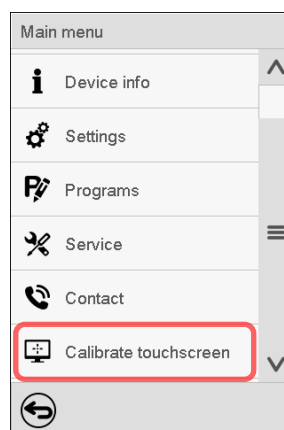 Main menu
Device info
Settings
Programs
Service
Contact
Calibrate touchscreen